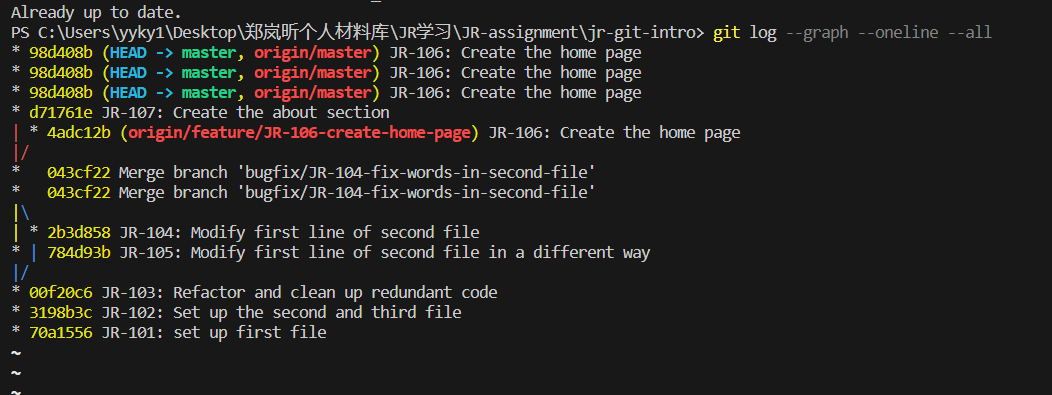 Already up to date.
PS C:\Users\yyky1\Desktop\郑岚昕个人材料库\JR学习\JR-assignment\jr-git-intro> git log --graph --oneline --all
* 98d408b (HEAD -> master, origin/master) JR-106: Create the home page
* 98d408b (HEAD -> master, origin/master) JR-106: Create the home page
* 98d408b (HEAD -> master, origin/master) JR-106: Create the home page
* d71761e JR-107: Create the about section
| * 4adc12b (origin/feature/JR-106-create-home-page) JR-106: Create the home page
|/
*   043cf22 Merge branch 'bugfix/JR-104-fix-words-in-second-file'
*   043cf22 Merge branch 'bugfix/JR-104-fix-words-in-second-file'
|\
| * 2b3d858 JR-104: Modify first line of second file
* | 784d93b JR-105: Modify first line of second file in a different way
|/
* 00f20c6 JR-103: Refactor and clean up redundant code
* 3198b3c JR-102: Set up the second and third file
* 70a1556 JR-101: set up first file
~
~
~